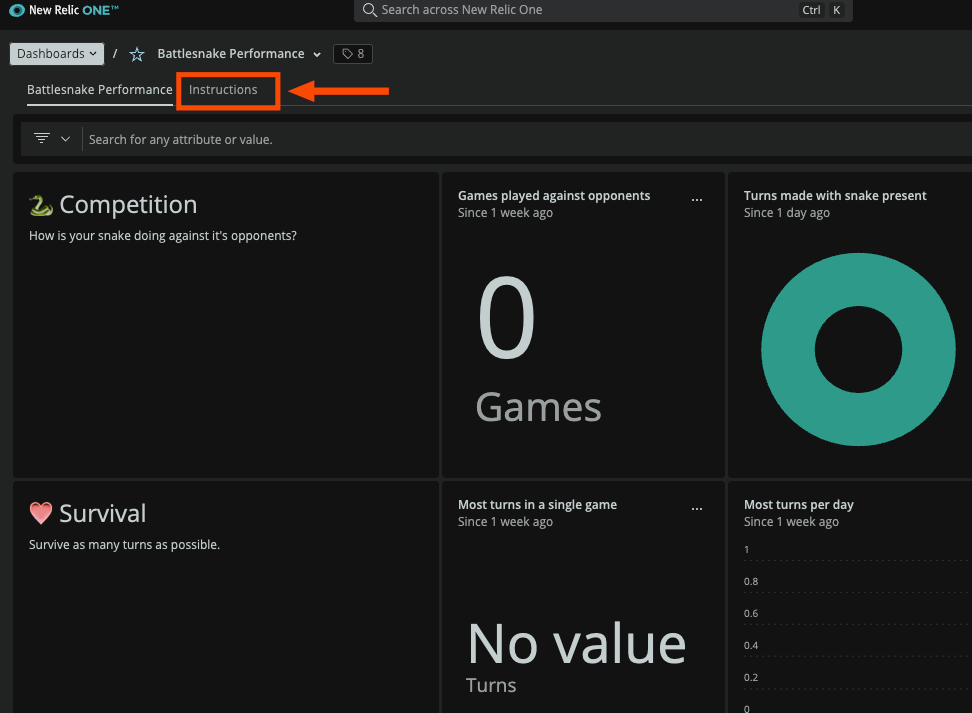 New Relic ONE™
Search across New Relic One
Ctrl K
Dashboards / Battlesnake Performance 8
Battlesnake Performance Instructions
Search for any attribute or value.
Competition
How is your snake doing against it's opponents?
Games played against opponents ...
Since 1 week ago
0
Games
Turns made with snake present
Since 1 day ago
Survival
Survive as many turns as possible.
Most turns in a single game ...
Since 1 week ago
No value
Turns
Most turns per day
Since 1 week ago
1
0.8
0.6
0.4
0.2
0